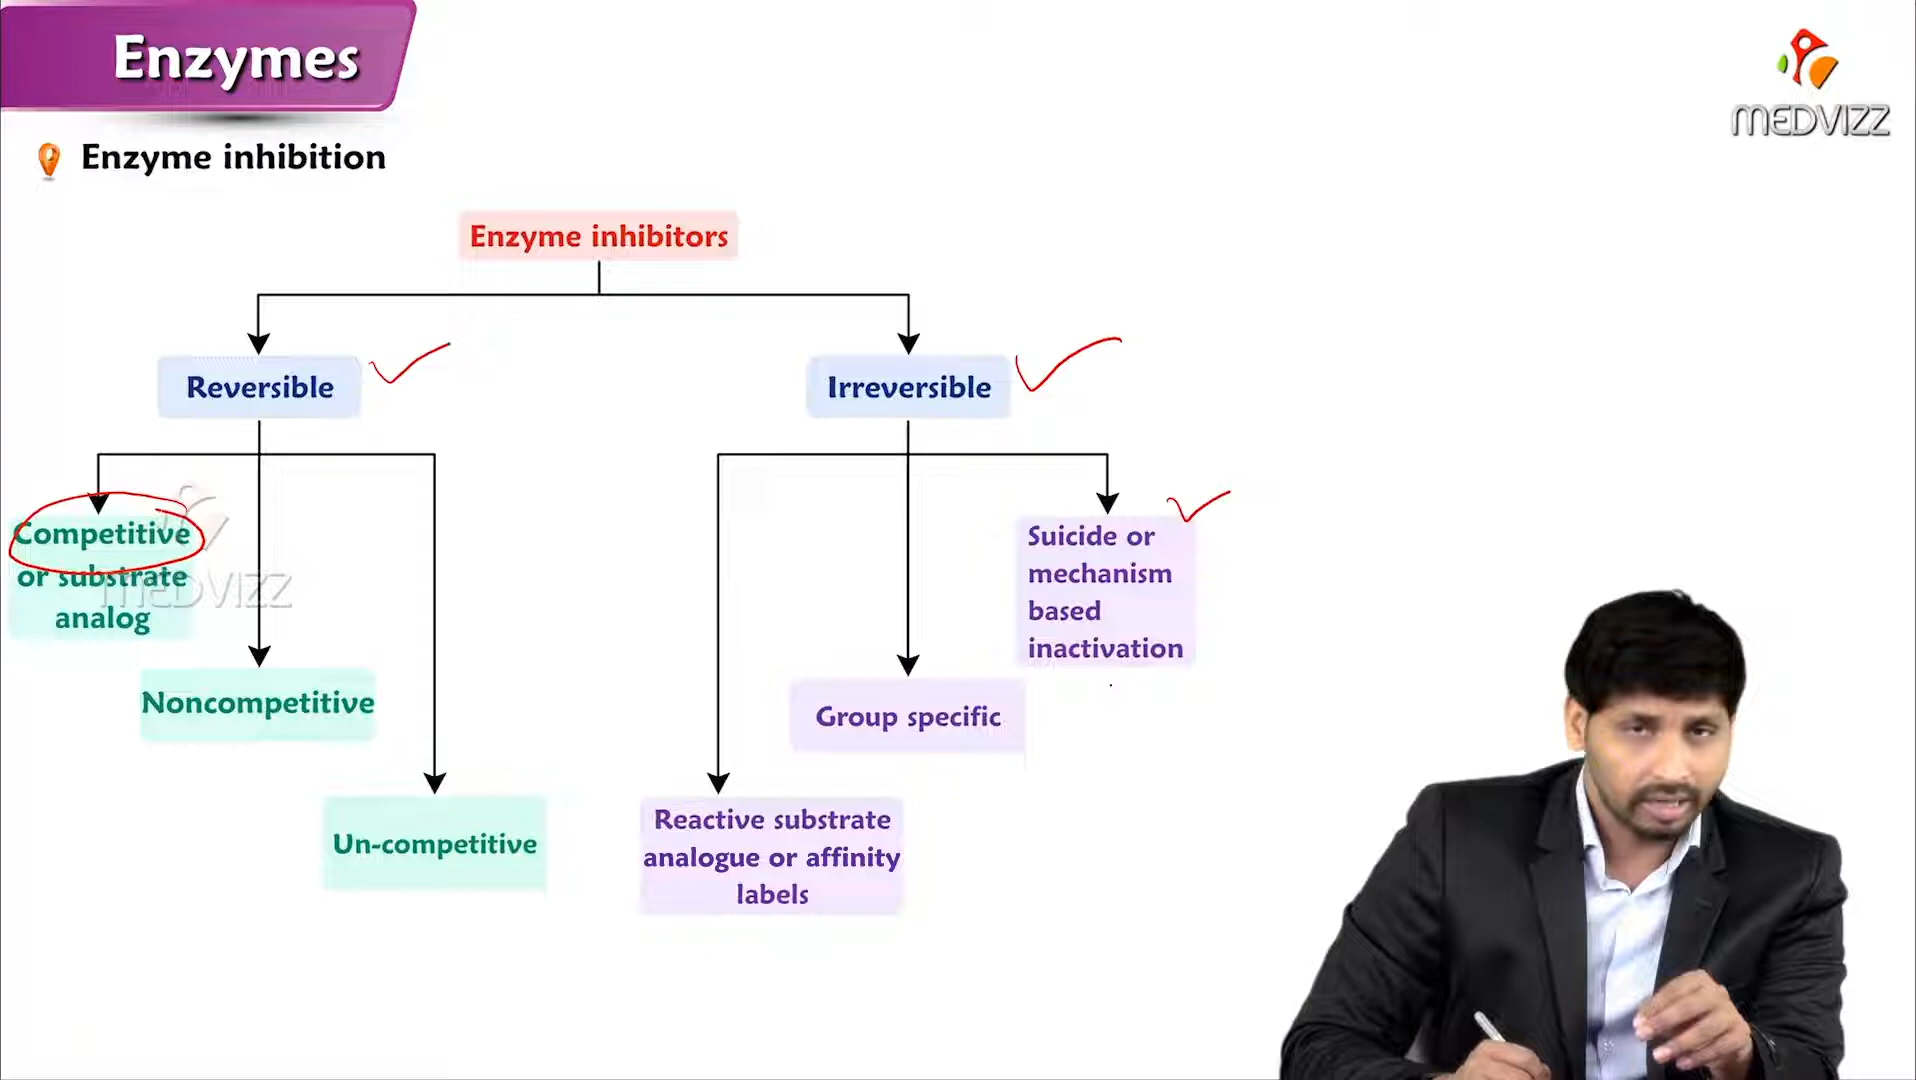 Enzymes
MEDVIZZ
Enzyme inhibition
Enzyme inhibitors
Reversible
Irreversible
Competitive
or substrate
analog
MEDVIZZ
Noncompetitive
Un-competitive
Suicide or
mechanism
based
inactivation
Group specific
Reactive substrate
analogue or affinity
labels